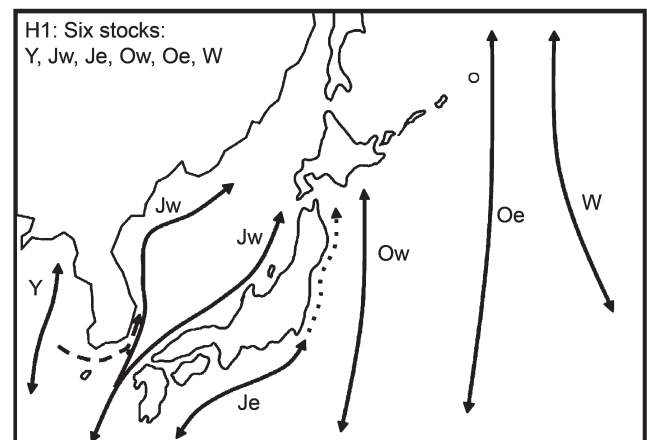 H1: Six stocks:
Y, Jw, Je, Ow, Oe, W
Jw
Jw
Oe
W
Ow
Y
Je